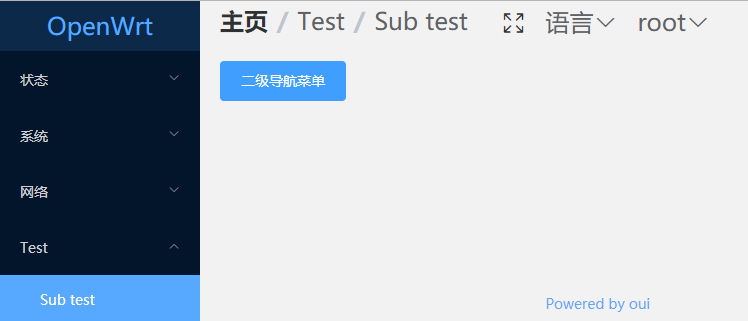 OpenWrt
主页 / Test / Sub test 语言 root
状态
二级导航菜单
系统
网络
Test
Sub test
Powered by oui